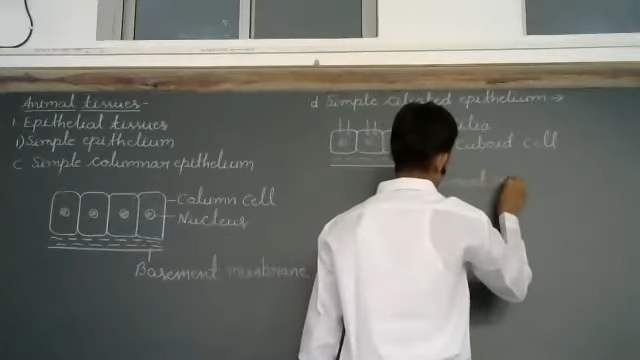 Animal tissues-
1 Epithelial tissues
1) Simple epithelium
c Simple columnar epithelium
Column cell
Nucleus
Basement membrane
d Simple ciliated epithelium →
Cuboid cell